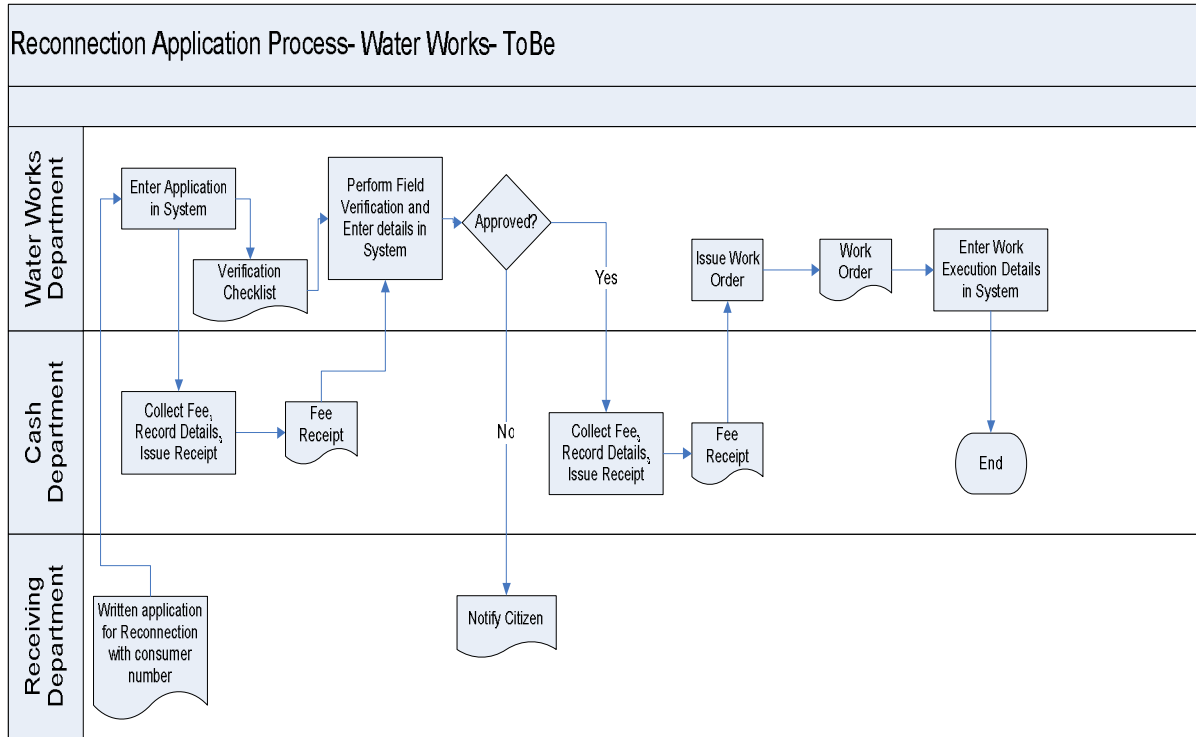 Reconnection Application Process- Water Works- ToBe
Water Works
Department
Enter Application
in System
Verification
Checklist
Perform Field
Verification and
Enter details in
System
Approved?
Yes
No
Issue Work
Order
Work
Order
Enter Work
Execution Details
in System
Cash
Department
Collect Fee,
Record Details,
Issue Receipt
Fee
Receipt
Collect Fee,
Record Details,
Issue Receipt
Fee
Receipt
End
Receiving
Department
Written application
for Reconnection
with consumer
number
Notify Citizen